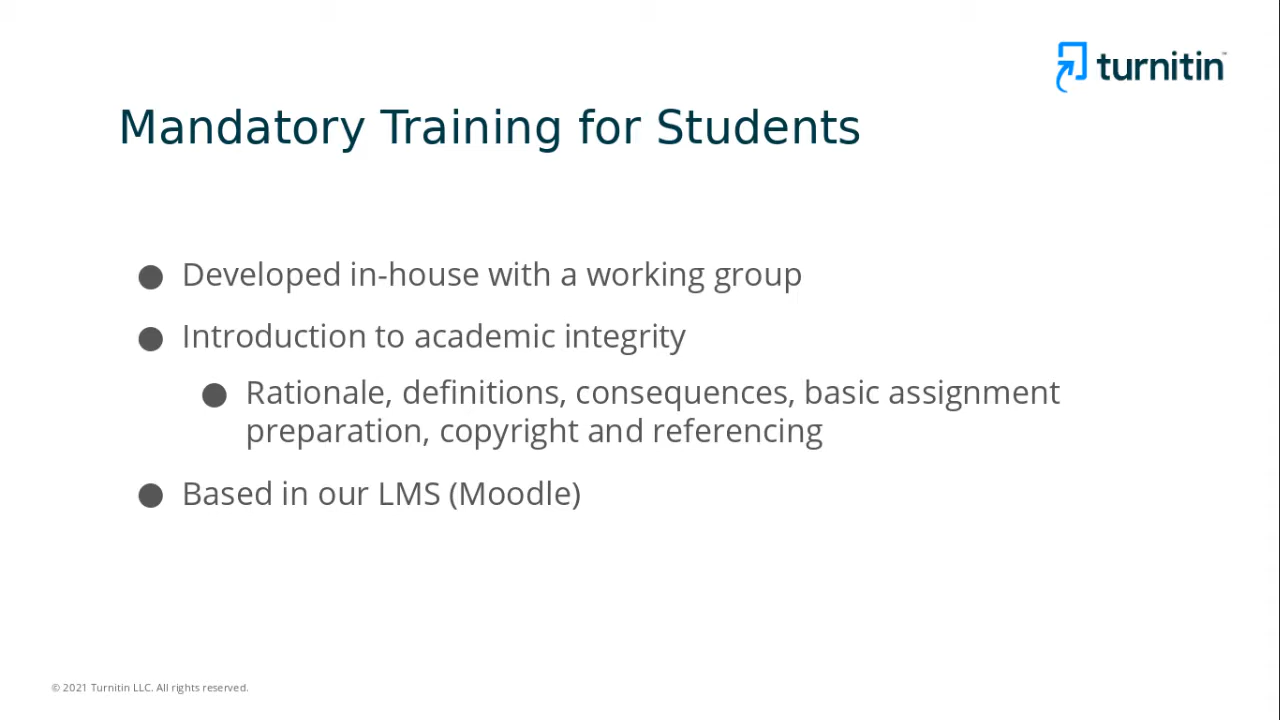 turnitin™
Mandatory Training for Students
● Developed in-house with a working group
● Introduction to academic integrity
● Rationale, definitions, consequences, basic assignment
preparation, copyright and referencing
● Based in our LMS (Moodle)
© 2021 Turnitin LLC. All rights reserved.